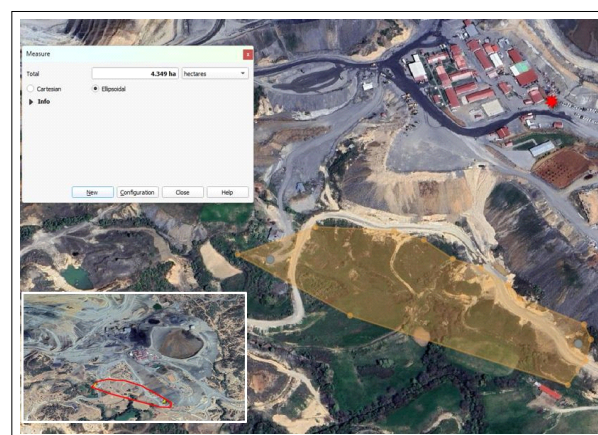 Measure
x
Total
4.349 ha
hectares
Cartesian
Ellipsoidal
Info
New
Configuration
Close
Help